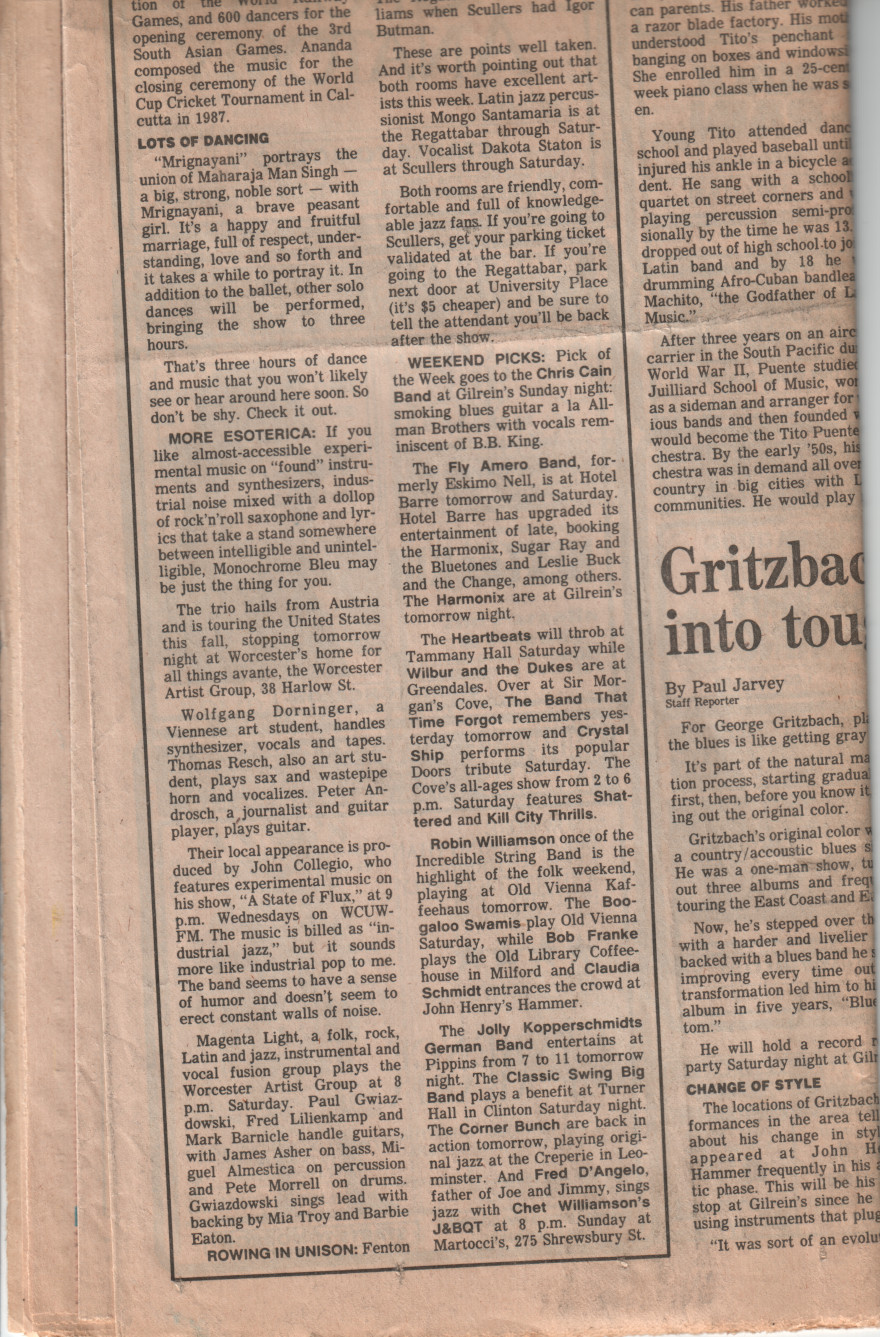 tion of the World Railway
Games, and 600 dancers for the
opening ceremony of the 3rd
South Asian Games. Ananda
composed the music for the
closing ceremony of the World
Cup Cricket Tournament in Cal-
cutta in 1987.
LOTS OF DANCING
"Mrignayani" portrays the
union of Maharaja Man Singh —
a big, strong, noble sort — with
Mrignayani, a brave peasant
girl. It's a happy and fruitful
marriage, full of respect, under-
standing, love and so forth and
it takes a while to portray it. In
addition to the ballet, other solo
dances will be performed,
bringing the show to three
hours.
That's three hours of dance
and music that you won't likely
see or hear around here soon. So
don't be shy. Check it out.
MORE ESOTERICA: If you
like almost-accessible experi-
mental music on "found" instru-
ments and synthesizers, indus-
trial noise mixed with a dollop
of rock'n'roll saxophone and lyr-
ics that take a stand somewhere
between intelligible and unintel-
ligible, Monochrome Bleu may
be just the thing for you.
The trio hails from Austria
and is touring the United States
this fall, stopping tomorrow
night at Worcester's home for
all things avante, the Worcester
Artist Group, 38 Harlow St.
Wolfgang Dorninger, a
Viennese art student, handles
synthesizer, vocals and tapes.
Thomas Resch, also an art stu-
dent, plays sax and wastepipe
horn and vocalizes. Peter An-
drosch, a journalist and guitar
player, plays guitar.
Their local appearance is pro-
duced by John Collegio, who
features experimental music on
his show, "A State of Flux," at 9
p.m. Wednesdays on WCUW-
FM. The music is billed as "in-
dustrial jazz," but it sounds
more like industrial pop to me.
The band seems to have a sense
of humor and doesn't seem to
erect constant walls of noise.
Magenta Light, a folk, rock,
Latin and jazz, instrumental and
vocal fusion group plays the
Worcester Artist Group at 8
p.m. Saturday. Paul Gwiaz-
dowski, Fred Lilienkamp and
Mark Barnicle handle guitars,
with James Asher on bass, Mi-
guel Almestica on percussion
and Pete Morrell on drums.
Gwiazdowski sings lead with
backing by Mia Troy and Barbie
Eaton.
ROWING IN UNISON: Fenton
liams when Scullers had Igor
Butman.
These are points well taken.
And it's worth pointing out that
both rooms have excellent art-
ists this week. Latin jazz percus-
sionist Mongo Santamaria is at
the Regattabar through Satur-
day. Vocalist Dakota Staton is
at Scullers through Saturday.
Both rooms are friendly, com-
fortable and full of knowledge-
able jazz fans. If you're going to
Scullers, get your parking ticket
validated at the bar. If you're
going to the Regattabar, park
next door at University Place
(it's $5 cheaper) and be sure to
tell the attendant you'll be back
after the show.
WEEKEND PICKS: Pick of
the Week goes to the Chris Cain
Band at Gilrein's Sunday night:
smoking blues guitar a la All-
man Brothers with vocals rem-
iniscent of B.B. King.
The Fly Amero Band, for-
merly Eskimo Nell, is at Hotel
Barre tomorrow and Saturday.
Hotel Barre has upgraded its
entertainment of late, booking
the Harmonix, Sugar Ray and
the Bluetones and Leslie Buck
and the Change, among others.
The Harmonix are at Gilrein's
tomorrow night.
The Heartbeats will throb at
Tammany Hall Saturday while
Wilbur and the Dukes are at
Greendales. Over at Sir Mor-
gan's Cove, The Band That
Time Forgot remembers yes-
terday tomorrow and Crystal
Ship performs its popular
Doors tribute Saturday. The
Cove's all-ages show from 2 to 6
p.m. Saturday features Shat-
tered and Kill City Thrills.
Robin Williamson once of the
Incredible String Band is the
highlight of the folk weekend,
playing at Old Vienna Kaf-
feehaus tomorrow. The Boo-
galoo Swamis play Old Vienna
Saturday, while Bob Franke
plays the Old Library Coffee-
house in Milford and Claudia
Schmidt entrances the crowd at
John Henry's Hammer.
The Jolly Kopperschmidts
German Band entertains at
Pippins from 7 to 11 tomorrow
night. The Classic Swing Big
Band plays a benefit at Turner
Hall in Clinton Saturday night.
The Corner Bunch are back in
action tomorrow, playing origi-
nal jazz at the Creperie in Leo-
minster. And Fred D'Angelo,
father of Joe and Jimmy, sings
jazz with Chet Williamson's
J&BQT at 8 p.m. Sunday at
Martocci's, 275 Shrewsbury St.
can parents. His father worked
a razor blade factory. His
understood Tito's penchant
banging on boxes and
She enrolled him in a
week piano class when he was
en.
Young Tito attended
school and played baseball until
injured his ankle in a bicycle
dent. He sang with a school
quartet on street corners and
playing percussion
sionally by the time he was 13.
dropped out of high school to
Latin band and by 18 he
drumming Afro-Cuban
Machito, "the Godfather of
Music."
After three years on an
carrier in the South Pacific
World War II, Puente
Juilliard School of Music,
as a sideman and arranger for
ious bands and then founded
would become the Tito Puente
chestra. By the early '50s, his
chestra was in demand all over
country in big cities with
communities. He would play
Gritzbac
into tou
By Paul Jarvey
Staff Reporter
For George Gritzbach,
the blues is like getting gray
It's part of the natural
tion process, starting
first, then, before you know it
ing out the original color.
Gritzbach's original color
a country/accoustic blues
He was a one-man show,
out three albums and
touring the East Coast and
Now, he's stepped over
with a harder and livelier
backed with a blues band he
improving every time out
transformation led him to
album in five years,
tom."
He will hold a record
party Saturday night at
CHANGE OF STYLE
The locations of Gritzbach
formances in the area
about his change in
appeared at John
Hammer frequently in his
tic phase. This will be his
stop at Gilrein's since he
using instruments that
"It was sort of an